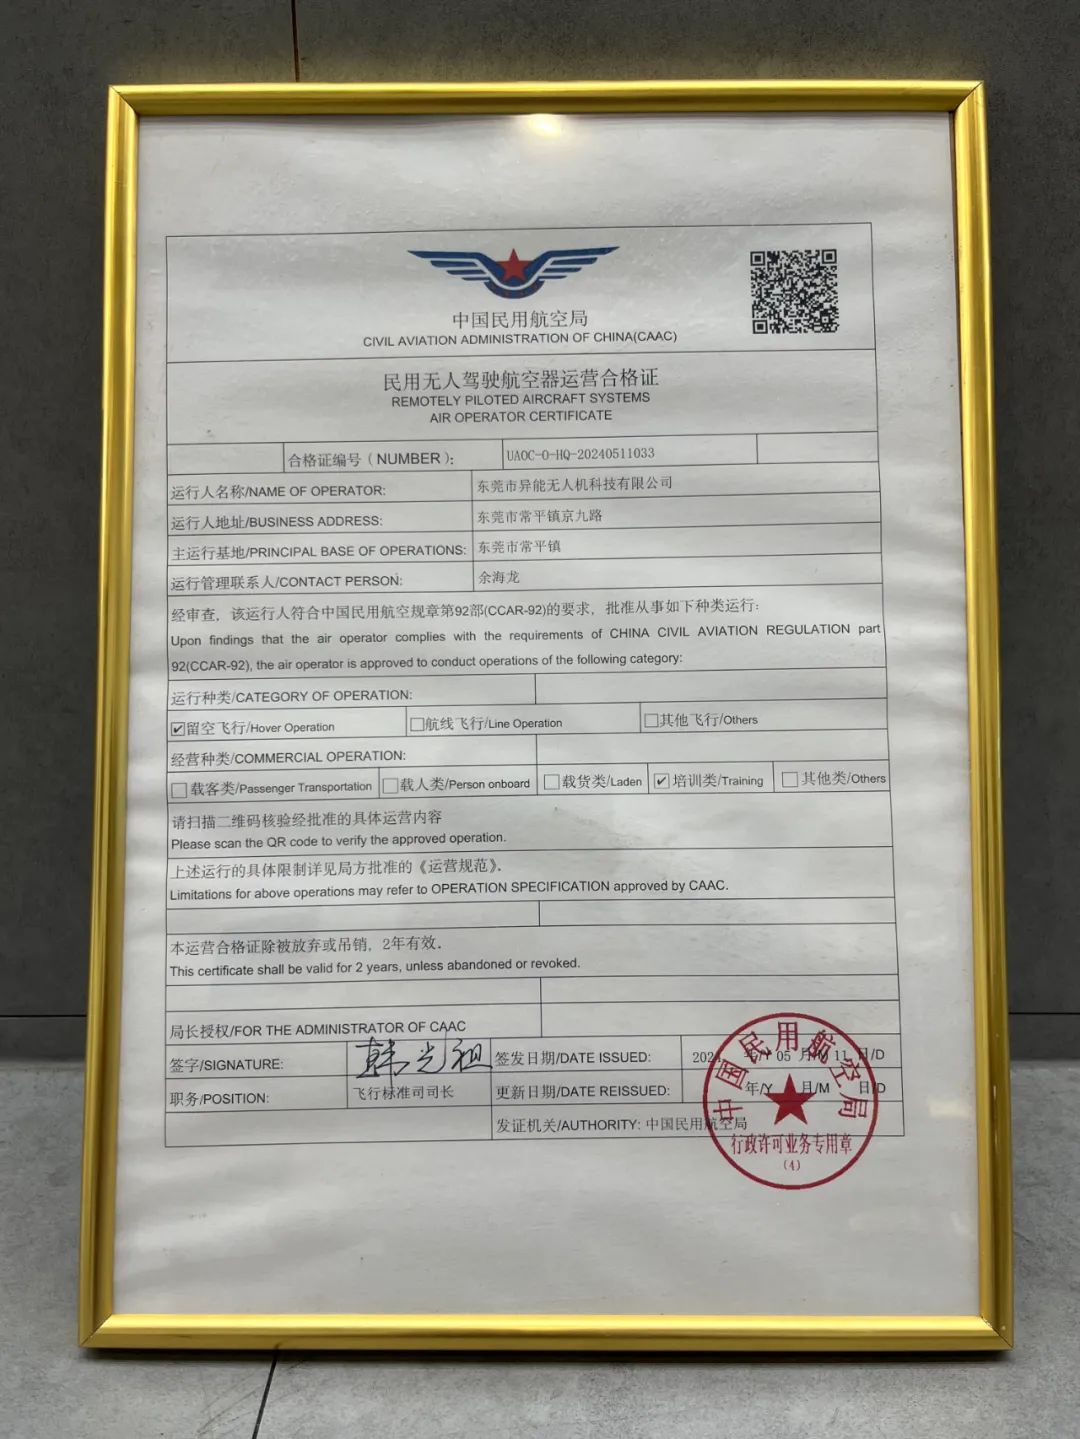 中国民用航空局
CIVIL AVIATION ADMINISTRATION OF CHINA(CAAC)
民用无人驾驶航空器运营合格证
REMOTELY PILOTED AIRCRAFT SYSTEMS
AIR OPERATOR CERTIFICATE
合格证编号（NUMBER）： UAOC-O-HQ-20240511033
运行人名称/NAME OF OPERATOR: 东莞市异能无人机科技有限公司
运行人地址/BUSINESS ADDRESS: 东莞市常平镇京九路
主运行基地/PRINCIPAL BASE OF OPERATIONS: 东莞市常平镇
运行管理联系人/CONTACT PERSON: 余海龙
经审查，该运行人符合中国民用航空规章第92部(CCAR-92)的要求，批准从事如下种类运行：
Upon findings that the air operator complies with the requirements of CHINA CIVIL AVIATION REGULATION part
92(CCAR-92), the air operator is approved to conduct operations of the following category:
运行种类/CATEGORY OF OPERATION:
☑留空飞行/Hover Operation ☐航线飞行/Line Operation ☐其他飞行/Others
经营种类/COMMERCIAL OPERATION:
☐载客类/Passenger Transportation ☐载人类/Person onboard ☐载货类/Laden ☑培训类/Training ☐其他类/Others
请扫描二维码核验经批准的具体运营内容
Please scan the QR code to verify the approved operation.
上述运行的具体限制详见局方批准的《运营规范》.
Limitations for above operations may refer to OPERATION SPECIFICATION approved by CAAC.
本运营合格证除被放弃或吊销，2年有效.
This certificate shall be valid for 2 years, unless abandoned or revoked.
局长授权/FOR THE ADMINISTRATOR OF CAAC
签字/SIGNATURE: 韩光祖 签发日期/DATE ISSUED: 2024 年/Y 05 月/M 11 日/D
职务/POSITION: 飞行标准司司长 更新日期/DATE REISSUED: 年/Y 月/M 日/D
发证机关/AUTHORITY: 中国民用航空局
中国民用航空局
行政许可业务专用章
(4)